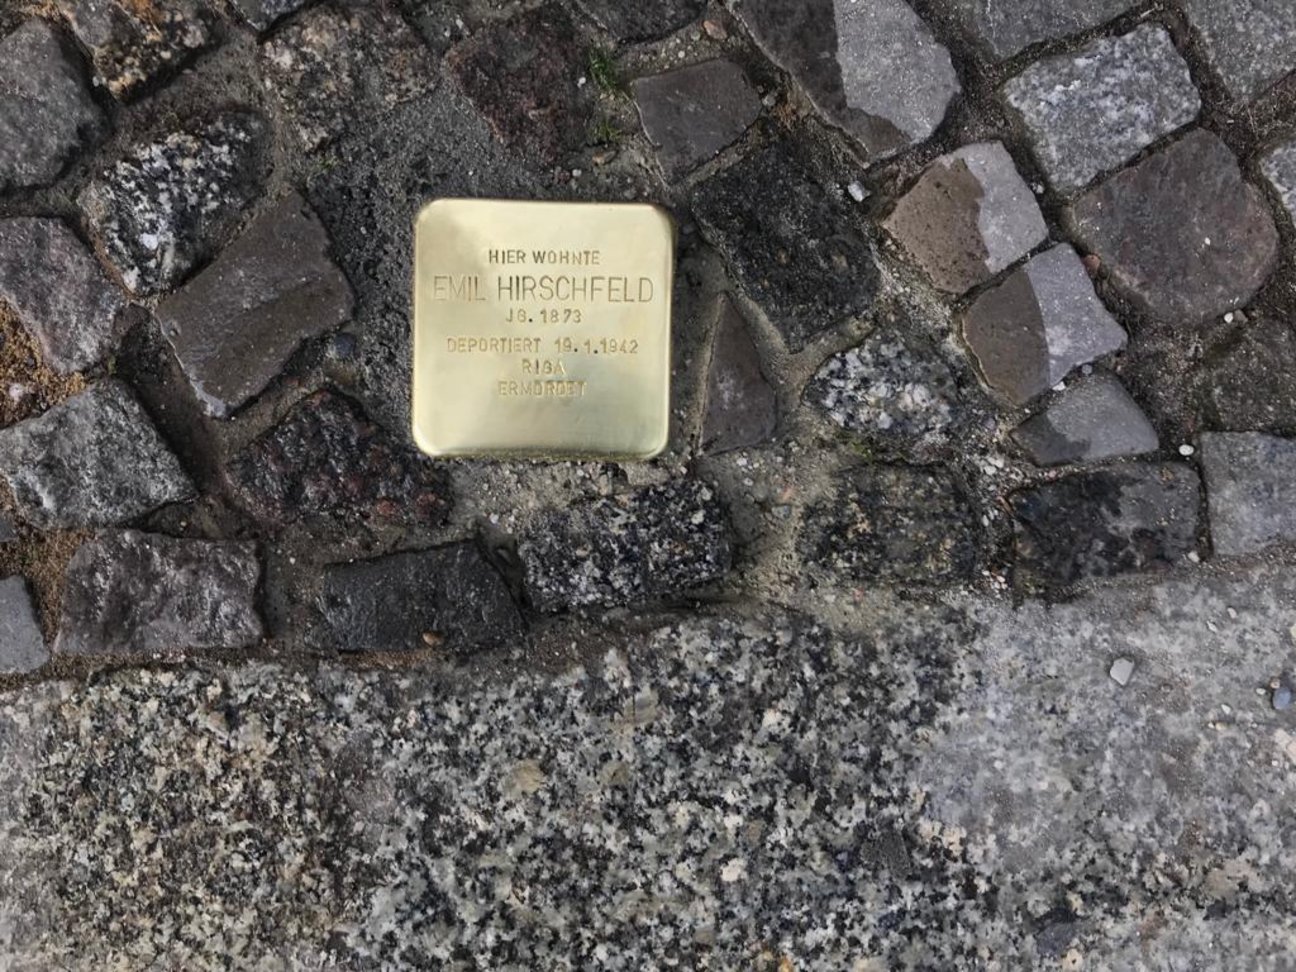 HIER WOHNTE
EMIL HIRSCHFELD
JG. 1873
DEPORTIERT 19.1.1942
RIGA
ERMORDET